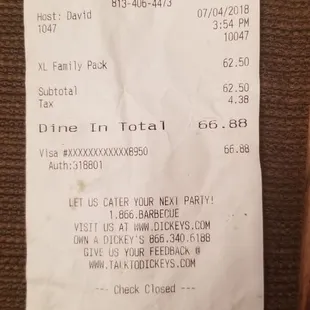 813-406-4473
Host: David 07/04/2018
1047 3:54 PM
10047
XL Family Pack 62.50
Subtotal 62.50
Tax 4.38
Dine In Total 66.88
Visa #XXXXXXXXXXXX8950 66.88
Auth:318801
LET US CATER YOUR NEXT PARTY!
1.866.BARBECUE
VISIT US AT WWW.DICKEYS.COM
OWN A DICKEY'S 866.340.6188
GIVE US YOUR FEEDBACK @
WWW.TALKTODICKEYS.COM
--- Check Closed ---